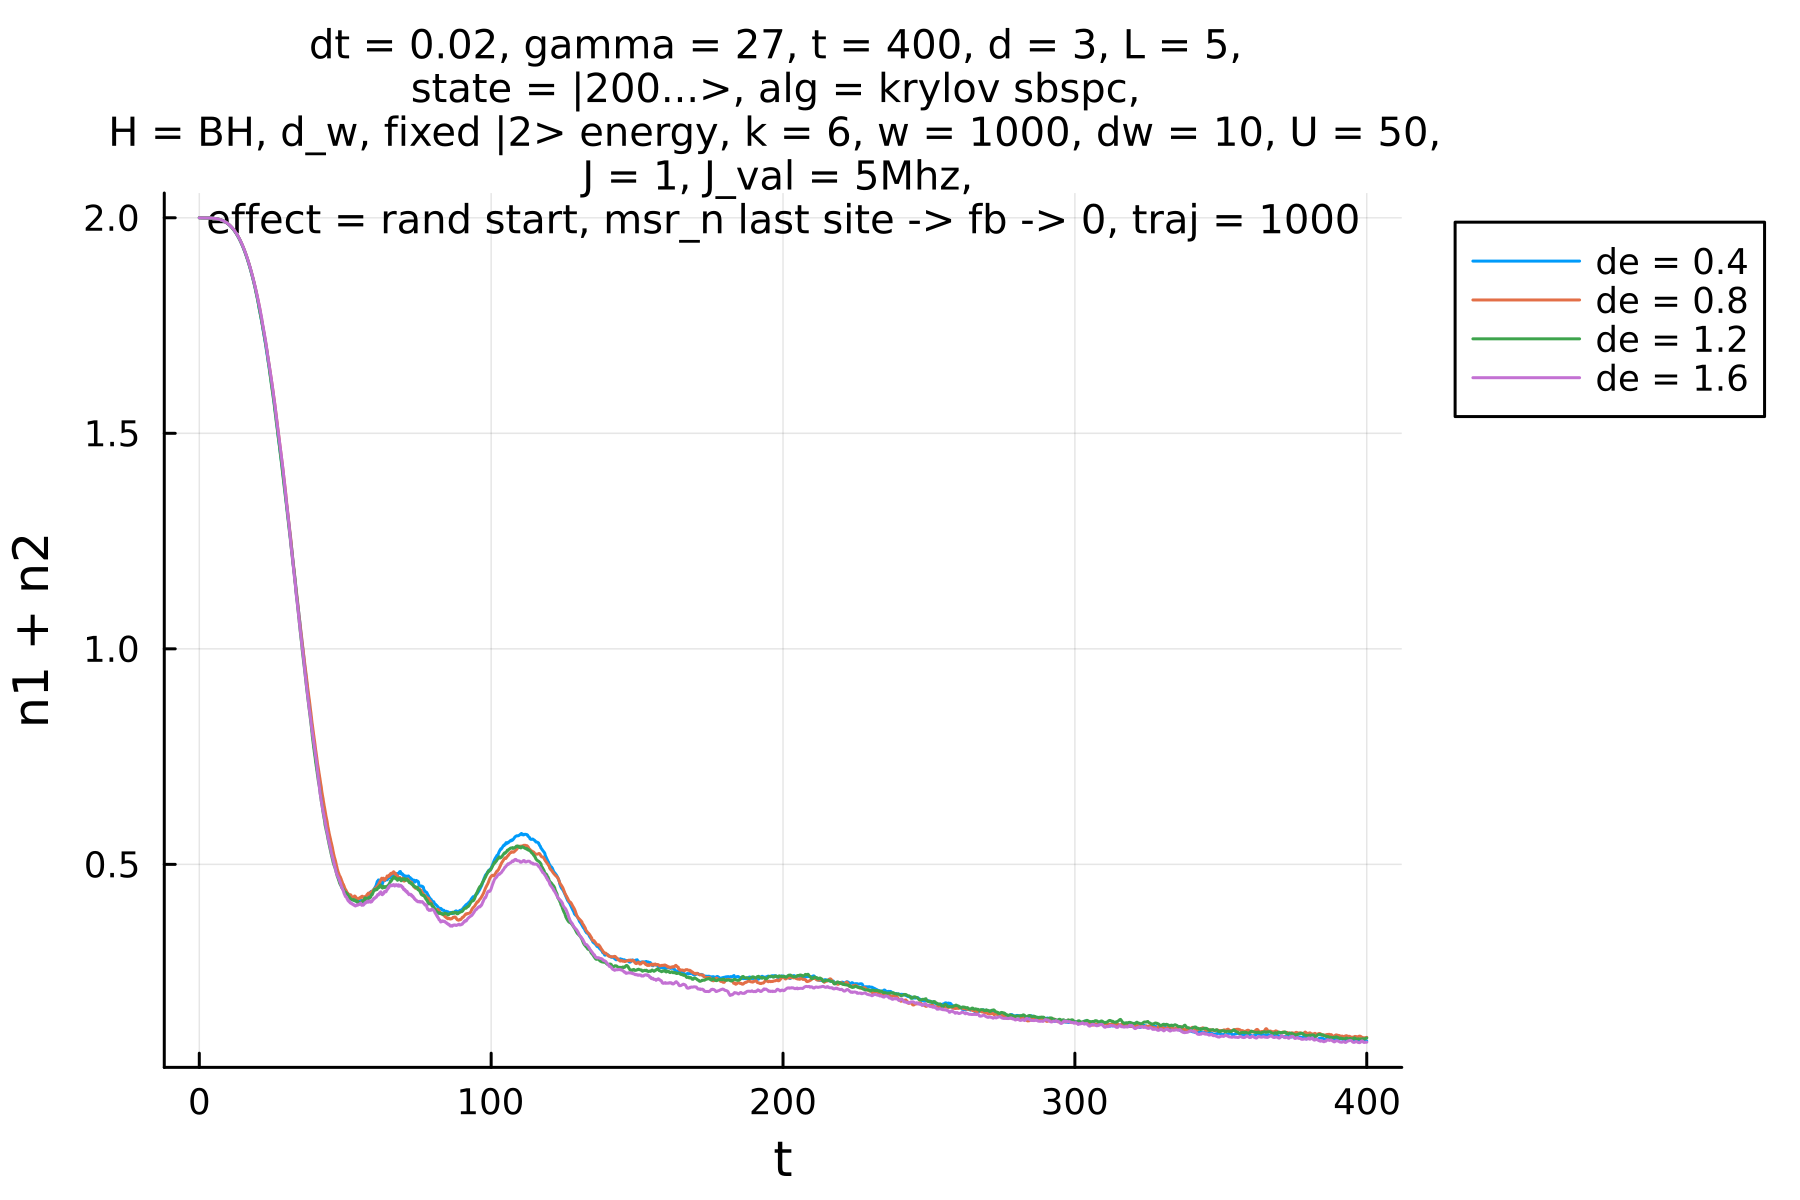 dt = 0.02, gamma = 27, t = 400, d = 3, L = 5,
state = |200...>, alg = krylov sbspc,
H = BH, d_w, fixed |2> energy, k = 6, w = 1000, dw = 10, U = 50,
J = 1, J_val = 5Mhz,
effect = rand start, msr_n last site -> fb -> 0, traj = 1000
2.0
1.5
1.0
0.5
n1 + n2
0 100 200 300 400
t
de = 0.4
de = 0.8
de = 1.2
de = 1.6